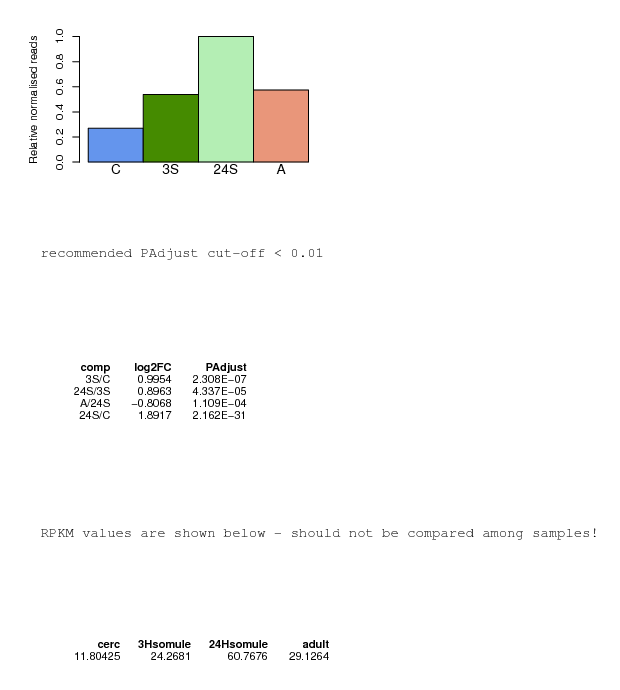 Relative normalised reads
1.0
0.8
0.6
0.4
0.2
0.0
C 3S 24S A
recommended PAdjust cut-off < 0.01
comp log2FC PAdjust
3S/C 0.9954 2.308E-07
24S/3S 0.8963 4.337E-05
A/24S -0.8068 1.109E-04
24S/C 1.8917 2.162E-31
RPKM values are shown below - should not be compared among samples!
cerc 3Hsomule 24Hsomule adult
11.80425 24.2681 60.7676 29.1264